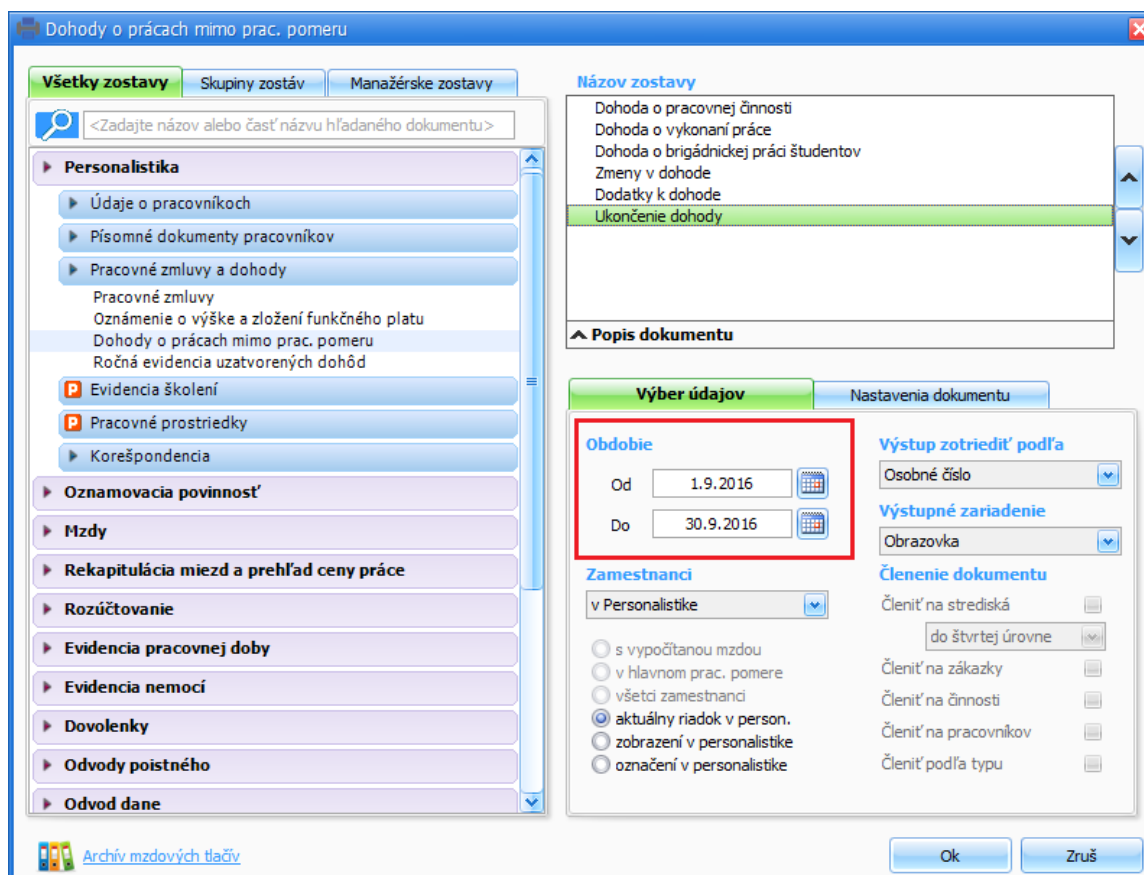 Dohody o prácach mimo prac. pomeru
Všetky zostavy
Skupiny zostáv
Manažérske zostavy
<Zadajte názov alebo časť názvu hľadaného dokumentu>
Personalistika
Údaje o pracovníkoch
Písomné dokumenty pracovníkov
Pracovné zmluvy a dohody
Pracovné zmluvy
Oznámenie o výške a zložení funkčného platu
Dohody o prácach mimo prac. pomeru
Ročná evidencia uzatvorených dohôd
P Evidencia školení
P Pracovné prostriedky
Korešpondencia
Oznamovacia povinnosť
Mzdy
Rekapitulácia miezd a prehľad ceny práce
Rozúčtovanie
Evidencia pracovnej doby
Evidencia nemocí
Dovolenky
Odvody poistného
Odvod dane
Archív mzdových tlačív
Názov zostavy
Dohoda o pracovnej činnosti
Dohoda o vykonaní práce
Dohoda o brigádnickej práci študentov
Zmeny v dohode
Dodatky k dohode
Ukončenie dohody
Popis dokumentu
Výber údajov
Nastavenia dokumentu
Obdobie
Od 1.9.2016
Do 30.9.2016
Zamestnanci
v Personalistike
s vypočítanou mzdou
v hlavnom prac. pomere
všetci zamestnanci
aktuálny riadok v person.
zobrazení v personalistike
označení v personalistike
Výstup zotriediť podľa
Osobné číslo
Výstupné zariadenie
Obrazovka
Členenie dokumentu
Členiť na strediská
do štvrtej úrovne
Členiť na zákazky
Členiť na činnosti
Členiť na pracovníkov
Členiť podľa typu
Ok
Zruš